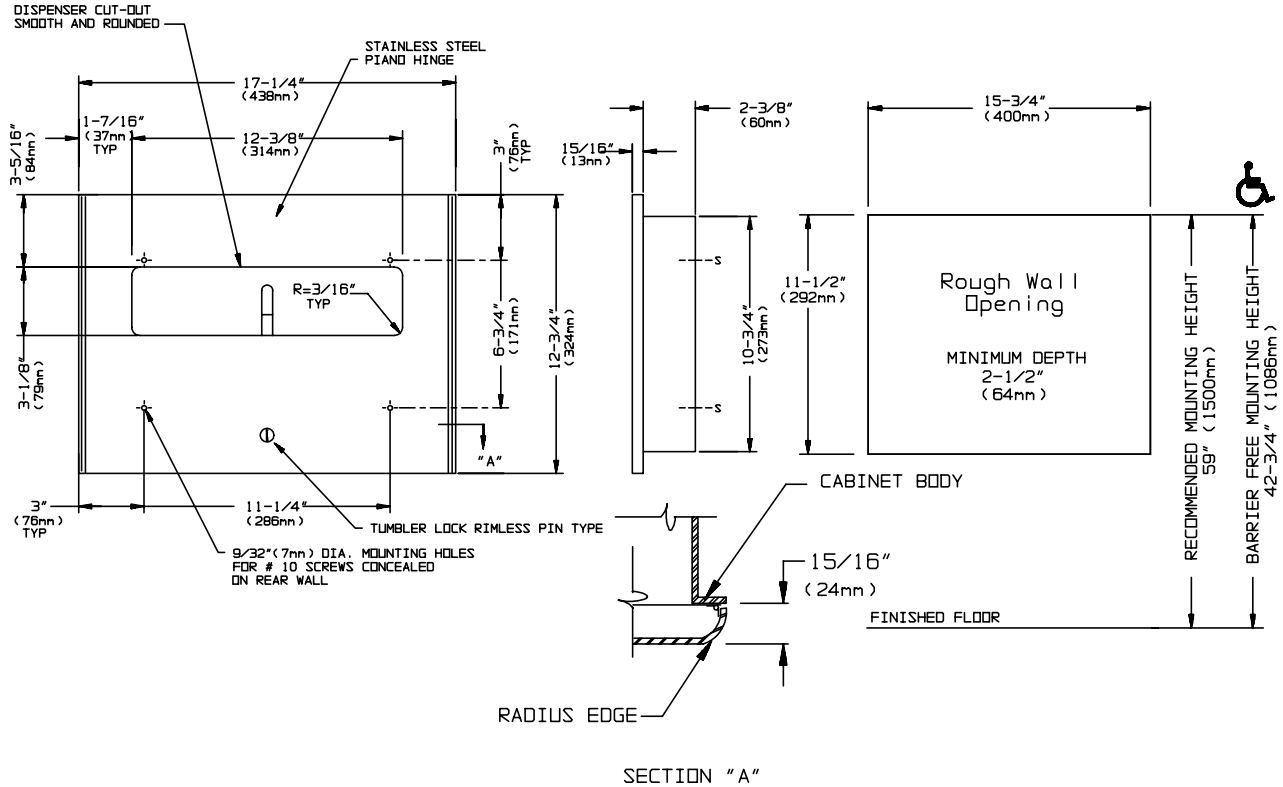 DISPENSER CUT-OUT
SMOOTH AND ROUNDED
STAINLESS STEEL
PIANO HINGE
17-1/4"
(438mm)
1-7/16"
(37mm)
TYP
12-3/8"
(314mm)
3-5/16"
(84mm)
3"
(76mm)
TYP
R=3/16"
TYP
3-1/8"
(79mm)
6-3/4"
(171mm)
12-3/4"
(324mm)
"A"
3"
(76mm)
TYP
11-1/4"
(286mm)
TUMBLER LOCK RIMLESS PIN TYPE
9/32"(7mm) DIA. MOUNTING HOLES
FOR # 10 SCREWS CONCEALED
ON REAR WALL
2-3/8"
(60mm)
15/16"
(13mm)
S
10-3/4"
(273mm)
S
15-3/4"
(400mm)
11-1/2"
(292mm)
Rough Wall
Opening
MINIMUM DEPTH
2-1/2"
(64mm)
RECOMMENDED MOUNTING HEIGHT
59" (1500mm)
BARRIER FREE MOUNTING HEIGHT
42-3/4" (1086mm)
CABINET BODY
15/16"
(24mm)
FINISHED FLOOR
RADIUS EDGE
SECTION "A"